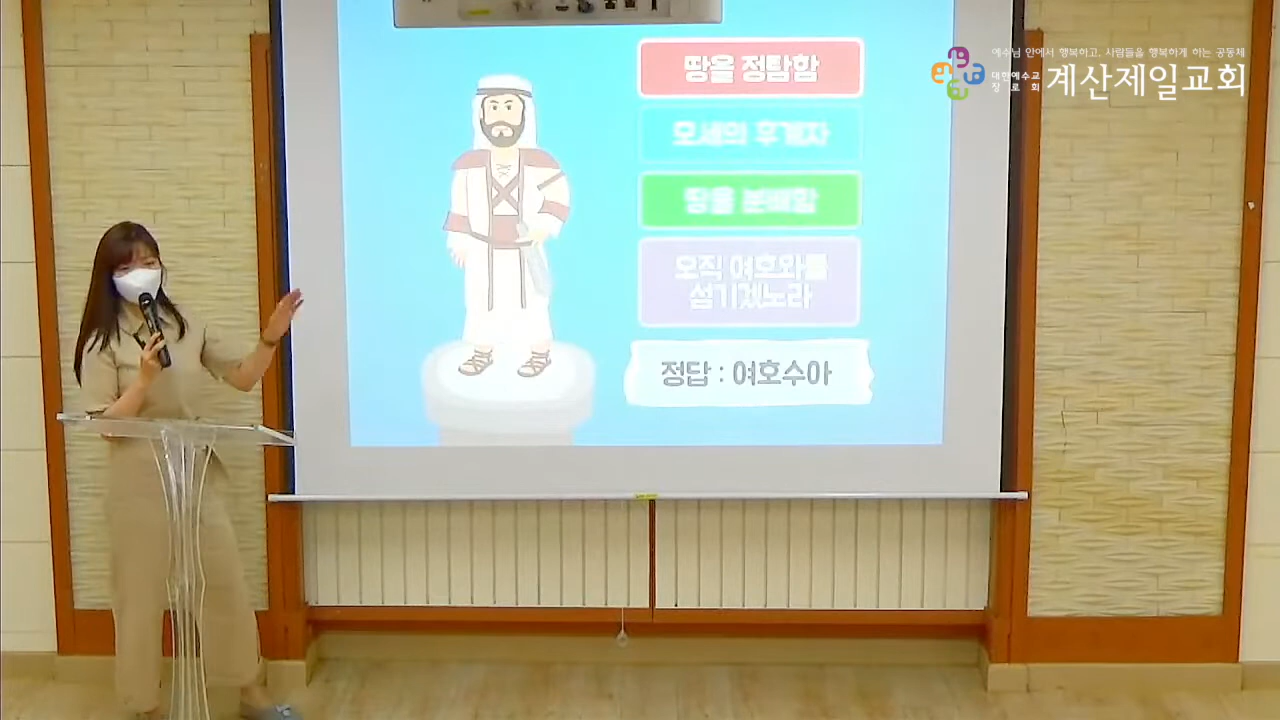 땅을 정탐함
모세의 후계자
땅을 분배함
오직 여호와를
섬기겠노라
정답 : 여호수아
예수님 안에서 행복하고, 사람들을 행복하게 하는 공동체
대한예수교
장로회
계산제일교회